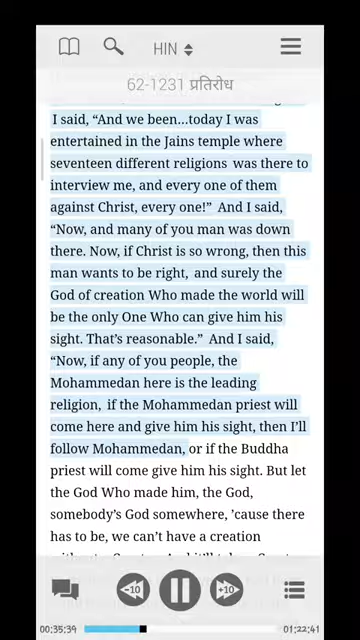 HIN
62-1231 प्रतिरोध
I said, “And we been...today I was
entertained in the Jains temple where
seventeen different religions was there to
interview me, and every one of them
against Christ, every one!” And I said,
“Now, and many of you man was down
there. Now, if Christ is so wrong, then this
man wants to be right, and surely the
God of creation Who made the world will
be the only One Who can give him his
sight. That’s reasonable.” And I said,
“Now, if any of you people, the
Mohammedan here is the leading
religion, if the Mohammedan priest will
come here and give him his sight, then I’ll
follow Mohammedan, or if the Buddha
priest will come give him his sight. But let
the God Who made him, the God,
somebody’s God somewhere, ’cause there
has to be, we can’t have a creation
-10
+10
00:35:39
01:22:41